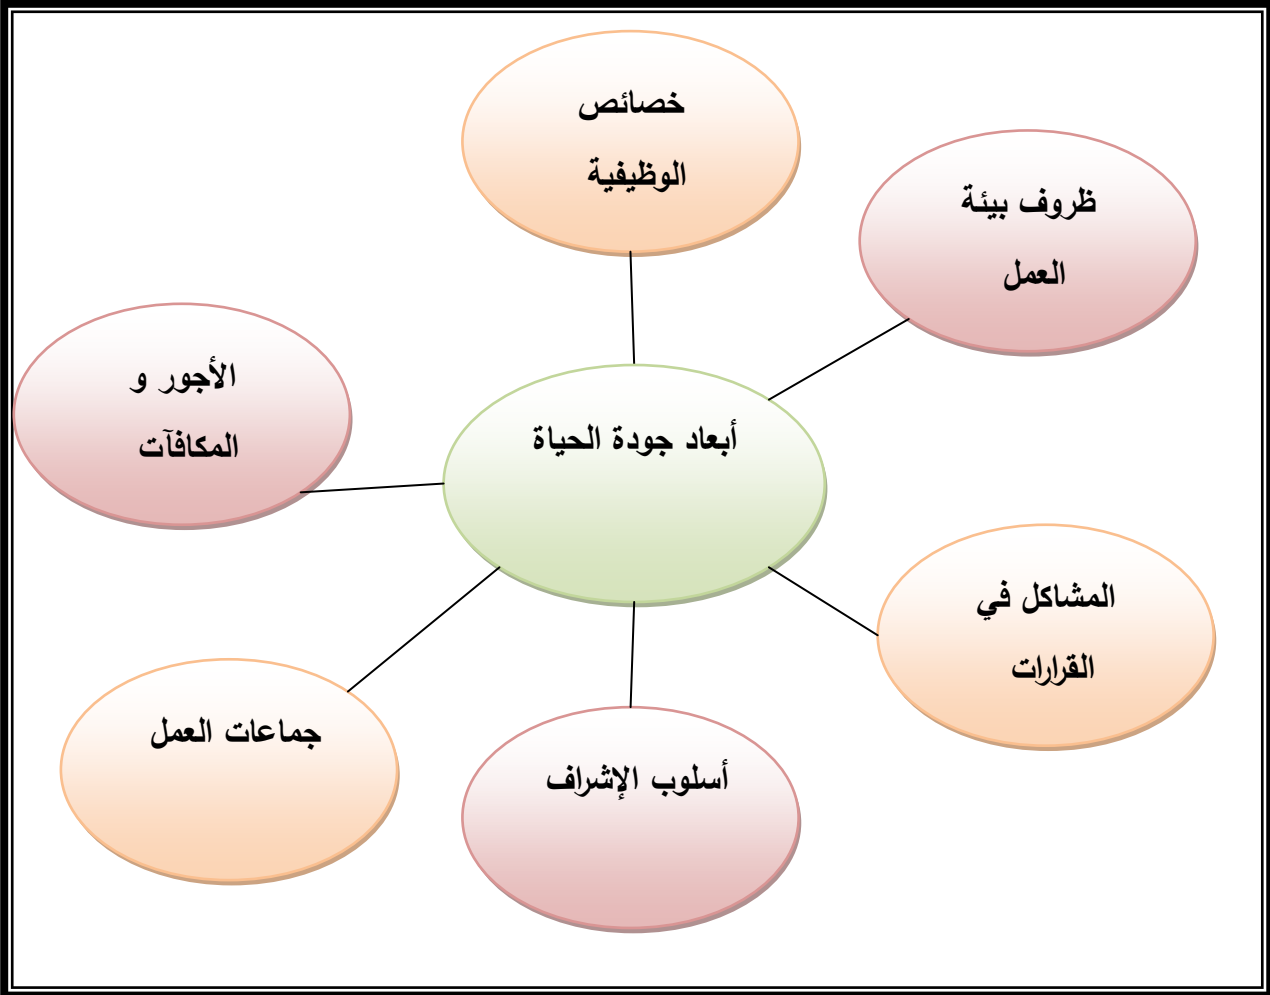 خصائص
الوظيفية
ظروف بيئة
العمل
الأجور و
المكافآت
أبعاد جودة الحياة
المشاكل في
القرارات
جماعات العمل
أسلوب الإشراف